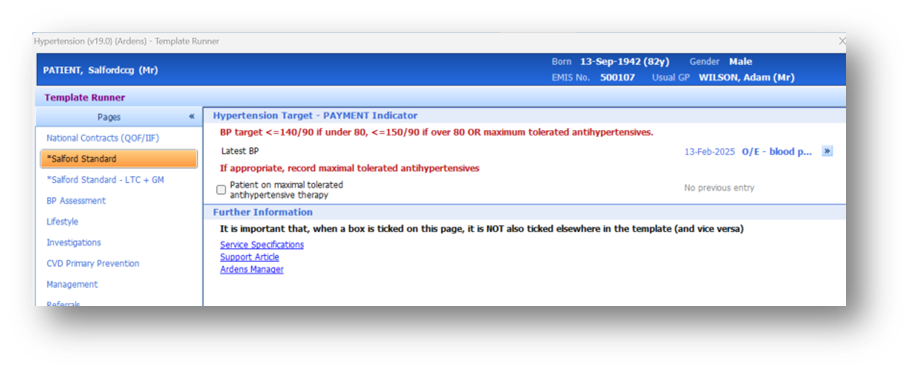 Hypertension (v19.0) (Ardens) - Template Runner
PATIENT, Salfordccg (Mr)
Born 13-Sep-1942 (82y) Gender Male
EMIS No. 500107 Usual GP WILSON, Adam (Mr)
Template Runner
Pages «
National Contracts (QOF/IIF)
*Salford Standard
*Salford Standard - LTC + GM
BP Assessment
Lifestyle
Investigations
CVD Primary Prevention
Management
Referrals
Hypertension Target - PAYMENT Indicator
BP target <=140/90 if under 80, <=150/90 if over 80 OR maximum tolerated antihypertensives.
Latest BP 13-Feb-2025 O/E - blood p... »
If appropriate, record maximal tolerated antihypertensives
Patient on maximal tolerated
antihypertensive therapy
No previous entry
Further Information
It is important that, when a box is ticked on this page, it is NOT also ticked elsewhere in the template (and vice versa)
Service Specifications
Support Article
Ardens Manager